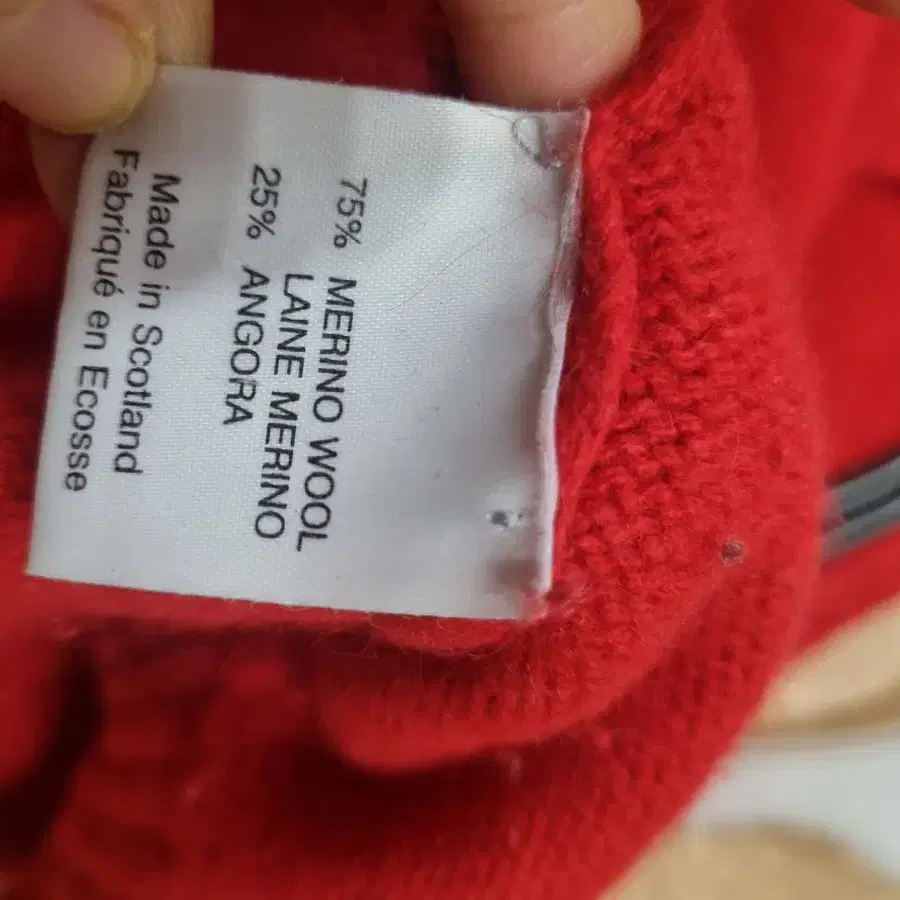 75% MERINO WOOL
LAINE MERINO
25% ANGORA
Made in Scotland
Fabriqué en Ecosse